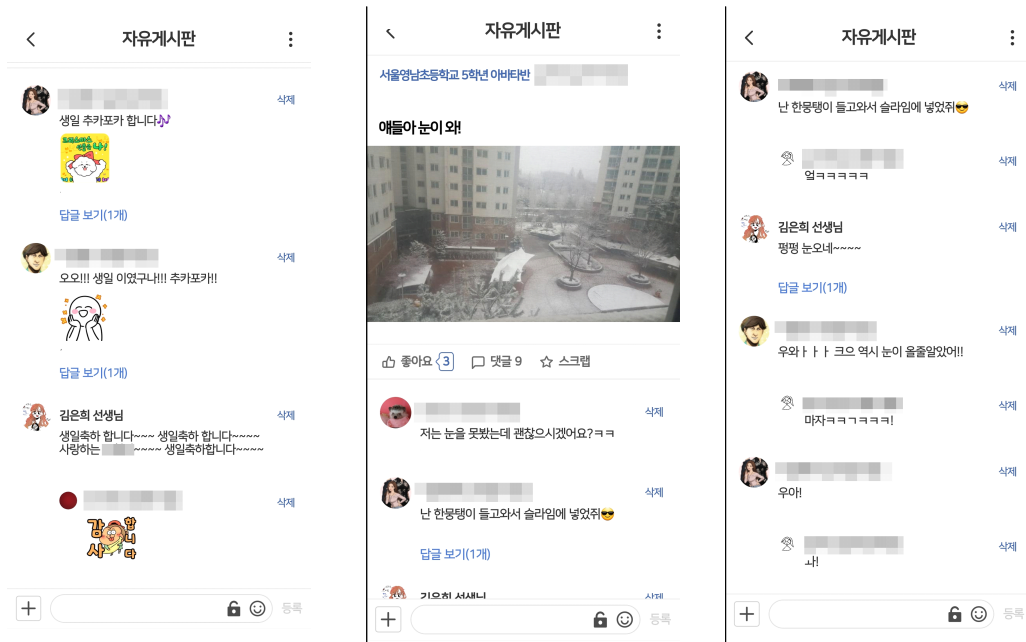 자유게시판
삭제
생일 추카포카 합니다🎶
답글 보기(1개)
삭제
오오!!! 생일 이였구나!!! 추카포카!!
답글 보기(1개)
김은희 선생님
삭제
생일축하 합니다~~~ 생일축하 합니다~~~~
사랑하는 ~~~~ 생일축하합니다~~~~
삭제
감사
합니다
등록
자유게시판
서울영남초등학교 5학년 아바타반
얘들아 눈이 와!
좋아요 3 댓글 9 스크랩
삭제
저는 눈을 못봤는데 괜찮으시겠어요?ㅋㅋ
삭제
난 한뭉탱이 들고와서 슬라임에 넣었쥐😎
답글 보기(1개)
김은희 선생님
삭제
등록
자유게시판
삭제
난 한뭉탱이 들고와서 슬라임에 넣었쥐😎
삭제
엌ㅋㅋㅋㅋㅋ
김은희 선생님
삭제
펑펑 눈오네~~~~
답글 보기(1개)
삭제
우와ㅏㅏㅏ 크으 역시 눈이 올줄알았어!!
삭제
마자ㅋㅋㄱㅋㅋㅋ!
삭제
우아!
삭제
등록